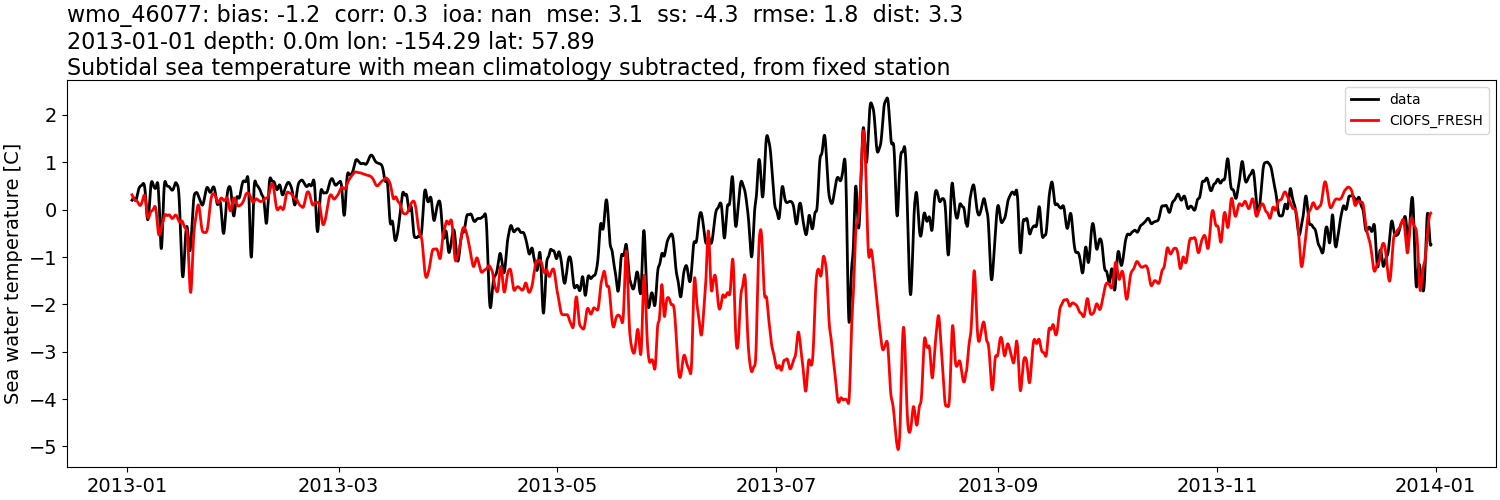 wmo_46077: bias: -1.2  corr: 0.3  ioa: nan  mse: 3.1  ss: -4.3  rmse: 1.8  dist: 3.3
2013-01-01 depth: 0.0m lon: -154.29 lat: 57.89
Subtidal sea temperature with mean climatology subtracted, from fixed station
data
CIOFS_FRESH
Sea water temperature [C]
2
1
0
−1
−2
−3
−4
−5
2013-01
2013-03
2013-05
2013-07
2013-09
2013-11
2014-01